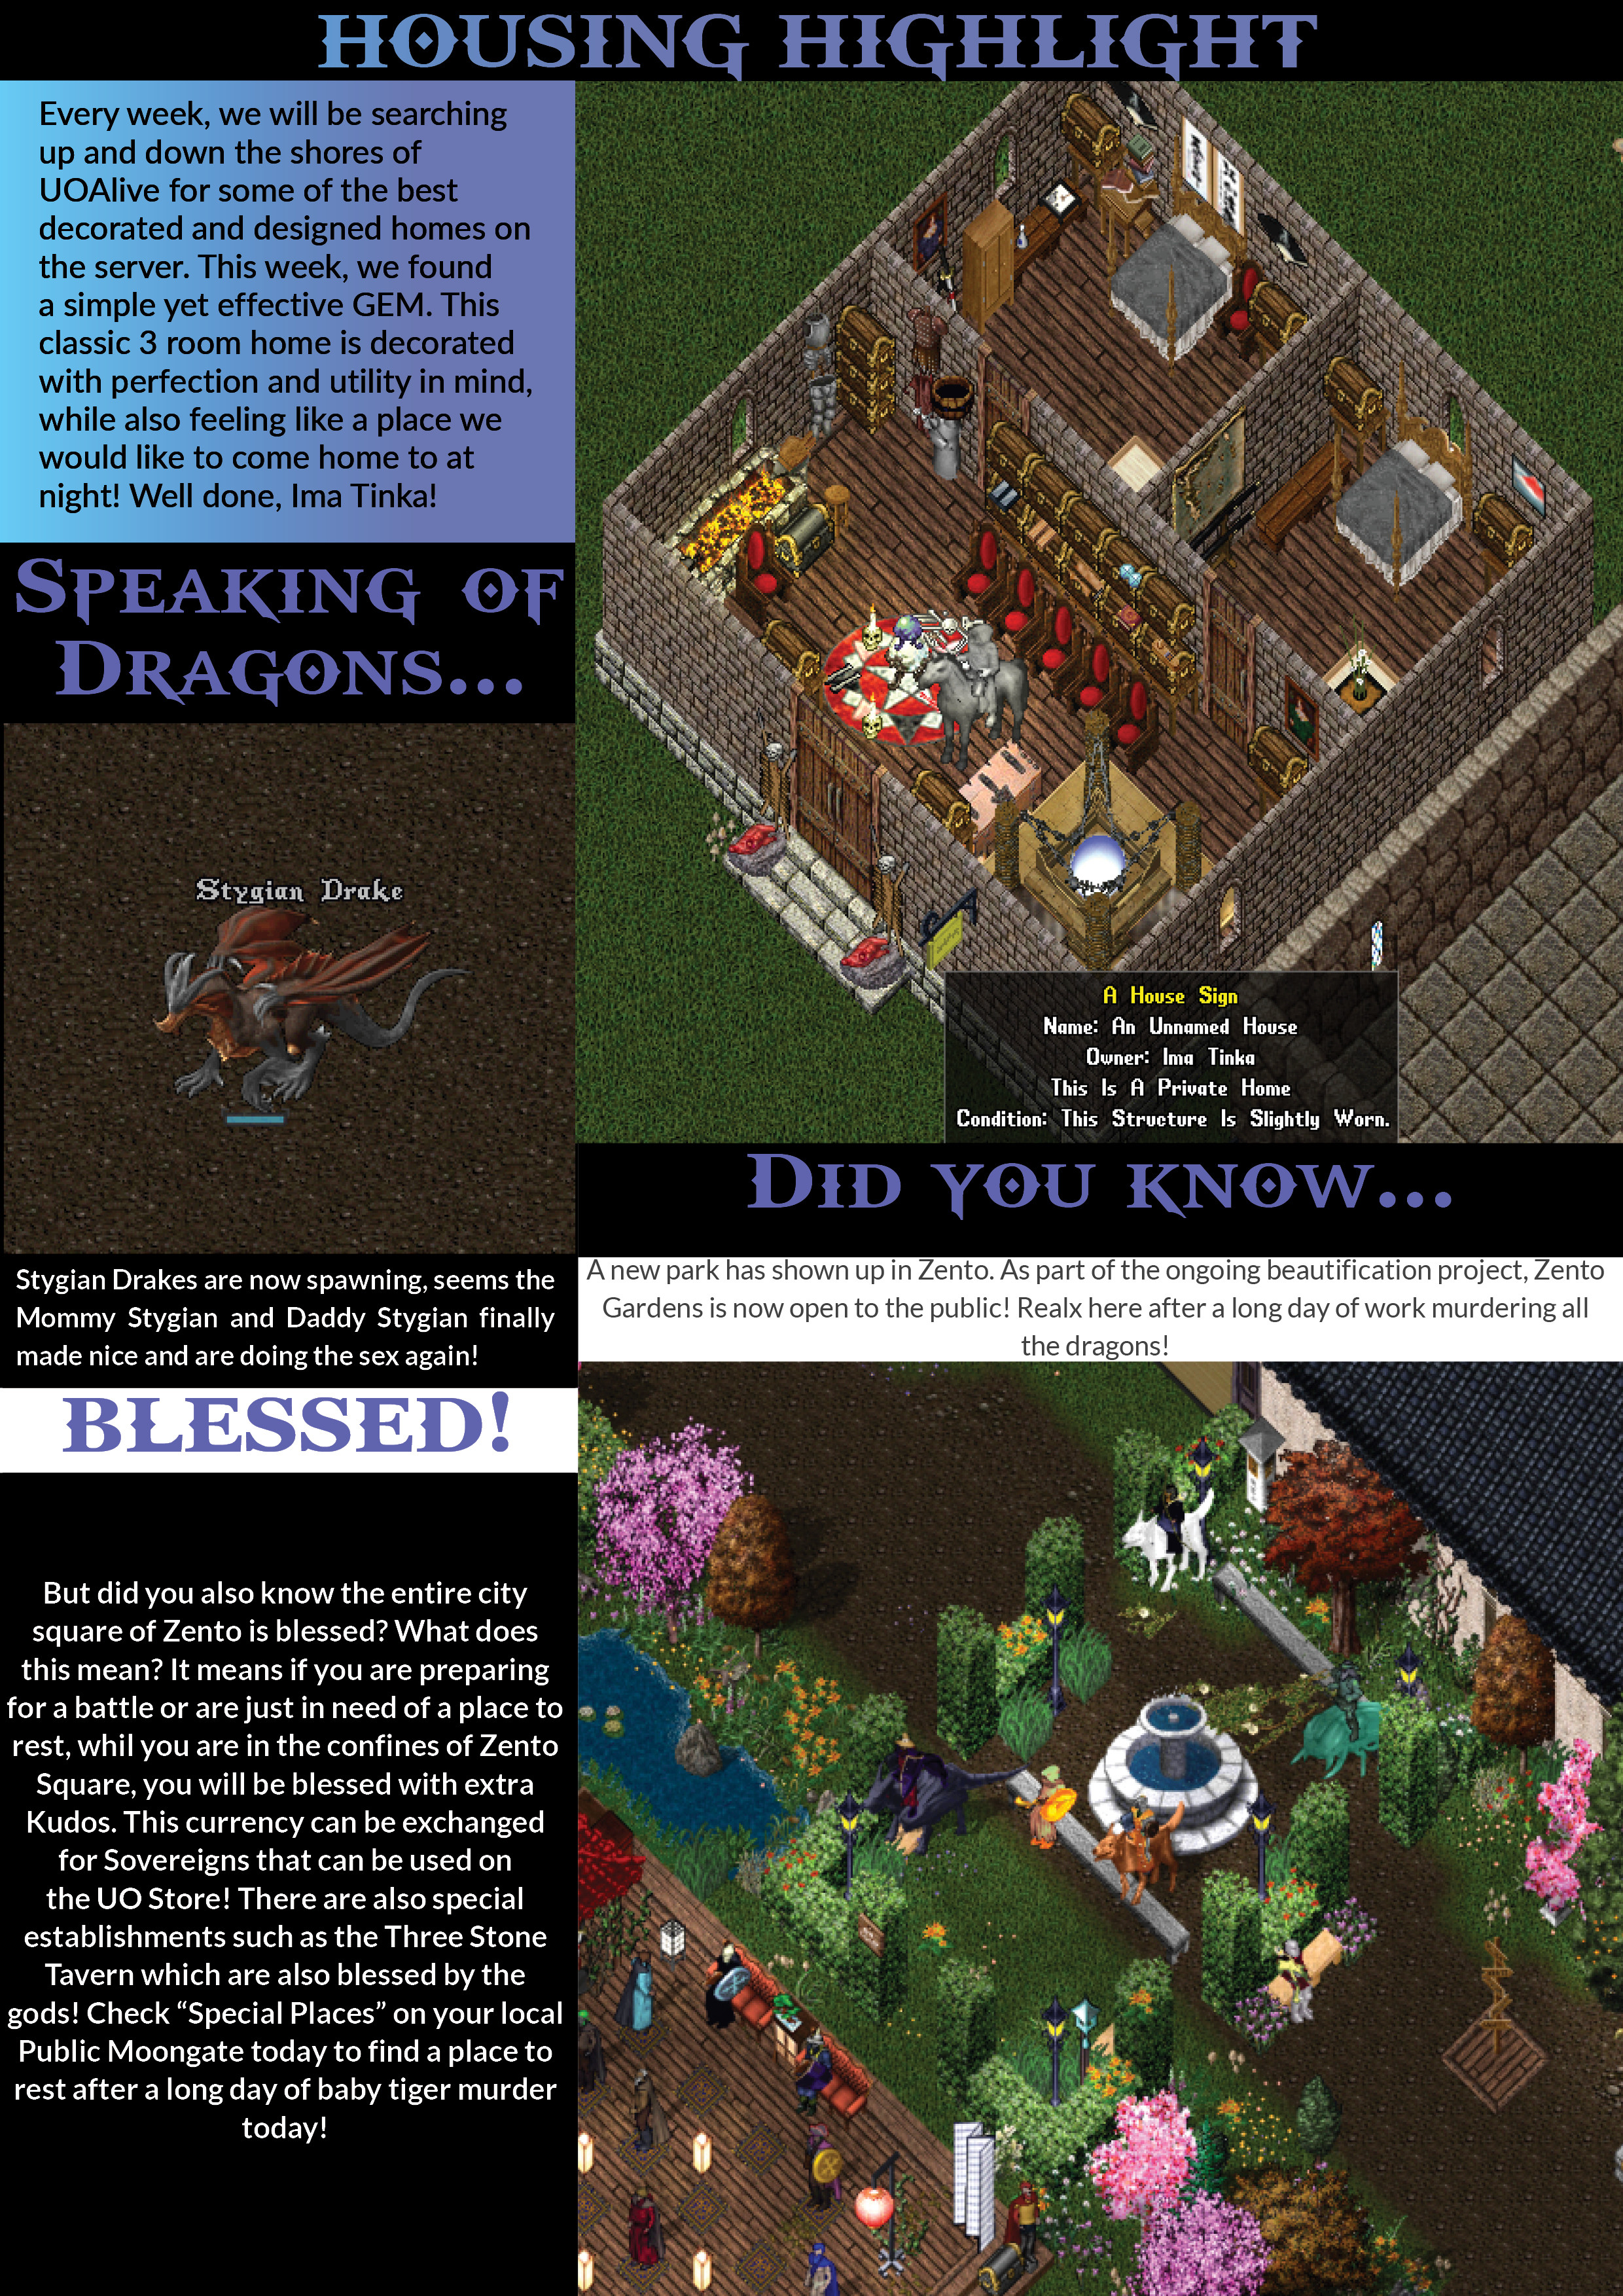 HOUSING HIGHLIGHT
Every week, we will be searching
up and down the shores of
UOAlive for some of the best
decorated and designed homes on
the server. This week, we found
a simple yet effective GEM. This
classic 3 room home is decorated
with perfection and utility in mind,
while also feeling like a place we
would like to come home to at
night! Well done, Ima Tinka!
A House Sign
Name: An Unnamed House
Owner: Ima Tinka
This Is A Private Home
Condition: This Structure Is Slightly Worn.
SPEAKING OF
DRAGONS...
Stygian Drake
Stygian Drakes are now spawning, seems the
Mommy Stygian and Daddy Stygian finally
made nice and are doing the sex again!
DID YOU KNOW...
A new park has shown up in Zento. As part of the ongoing beautification project, Zento
Gardens is now open to the public! Realx here after a long day of work murdering all
the dragons!
BLESSED!
But did you also know the entire city
square of Zento is blessed? What does
this mean? It means if you are preparing
for a battle or are just in need of a place to
rest, whil you are in the confines of Zento
Square, you will be blessed with extra
Kudos. This currency can be exchanged
for Sovereigns that can be used on
the UO Store! There are also special
establishments such as the Three Stone
Tavern which are also blessed by the
gods! Check “Special Places” on your local
Public Moongate today to find a place to
rest after a long day of baby tiger murder
today!